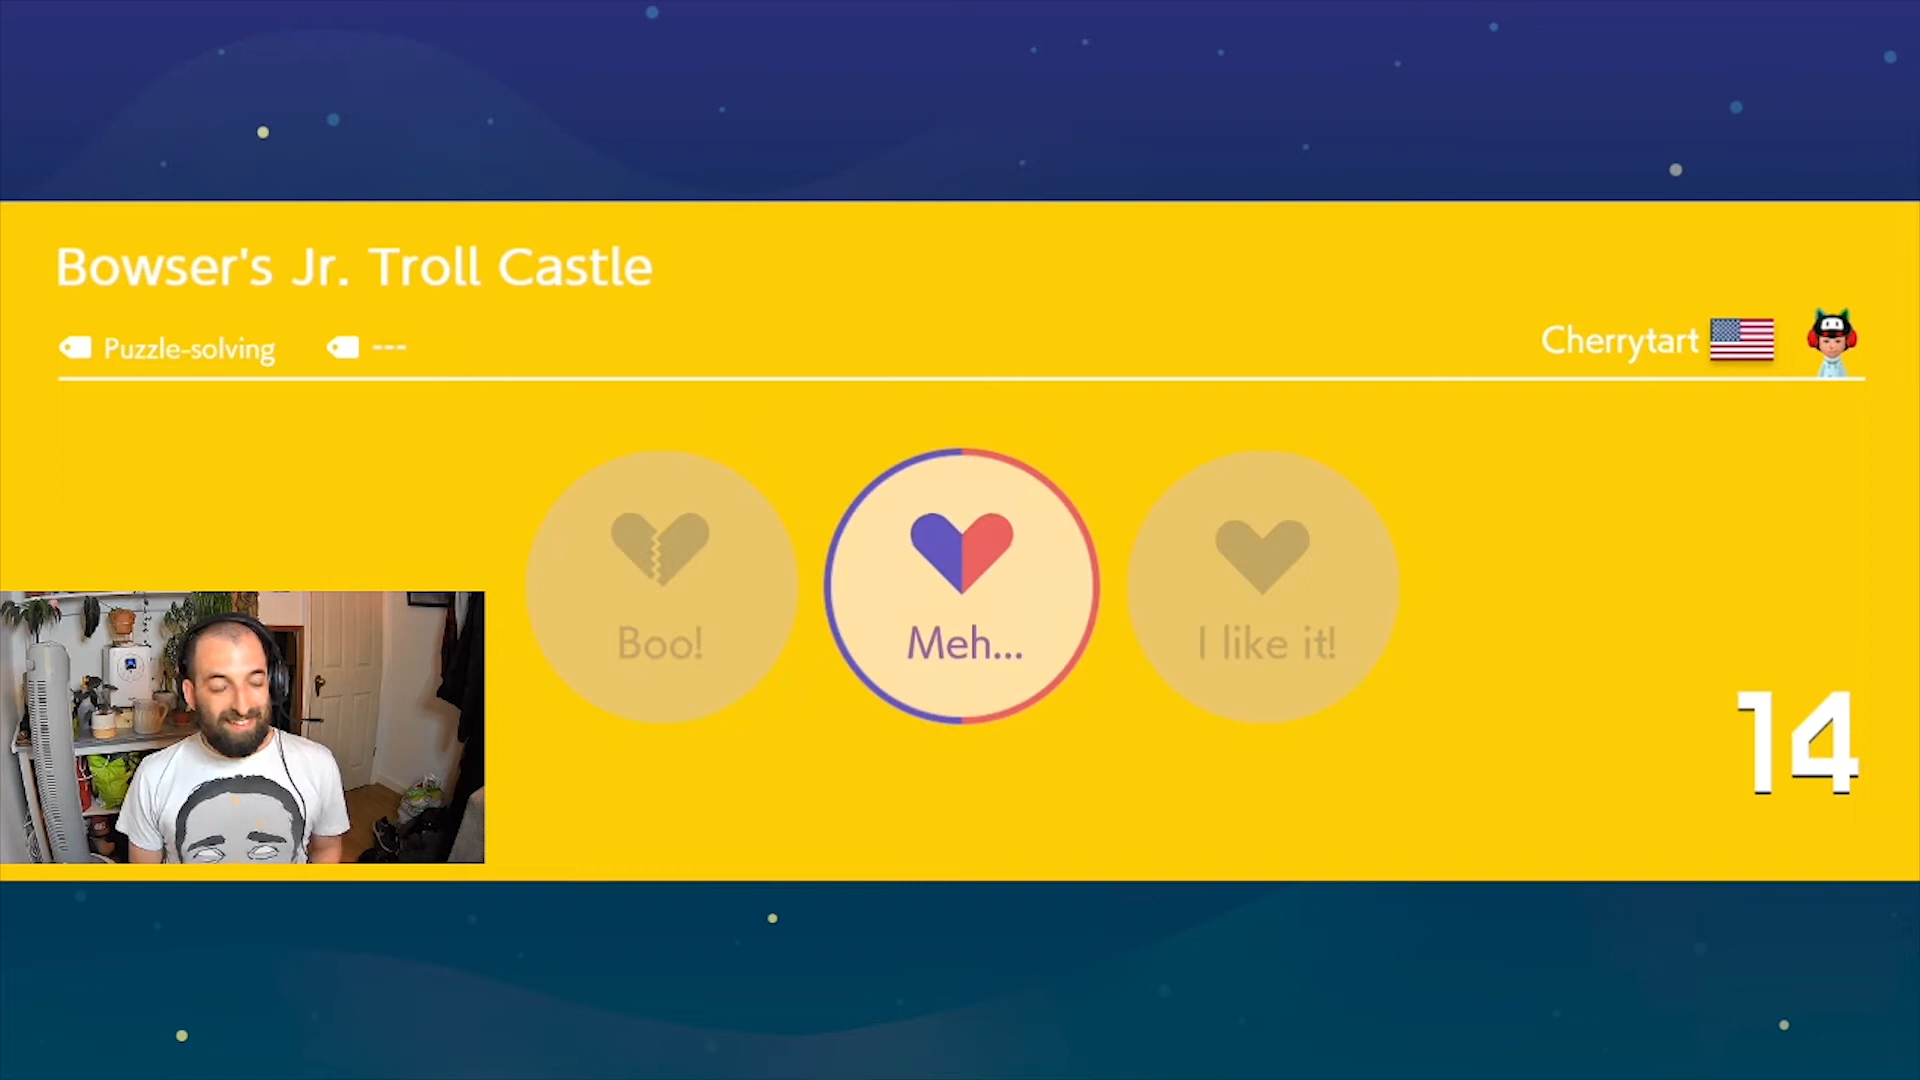 Bowser's Jr. Troll Castle
Puzzle-solving
---
Cherrytart
Boo!
Meh...
I like it!
14